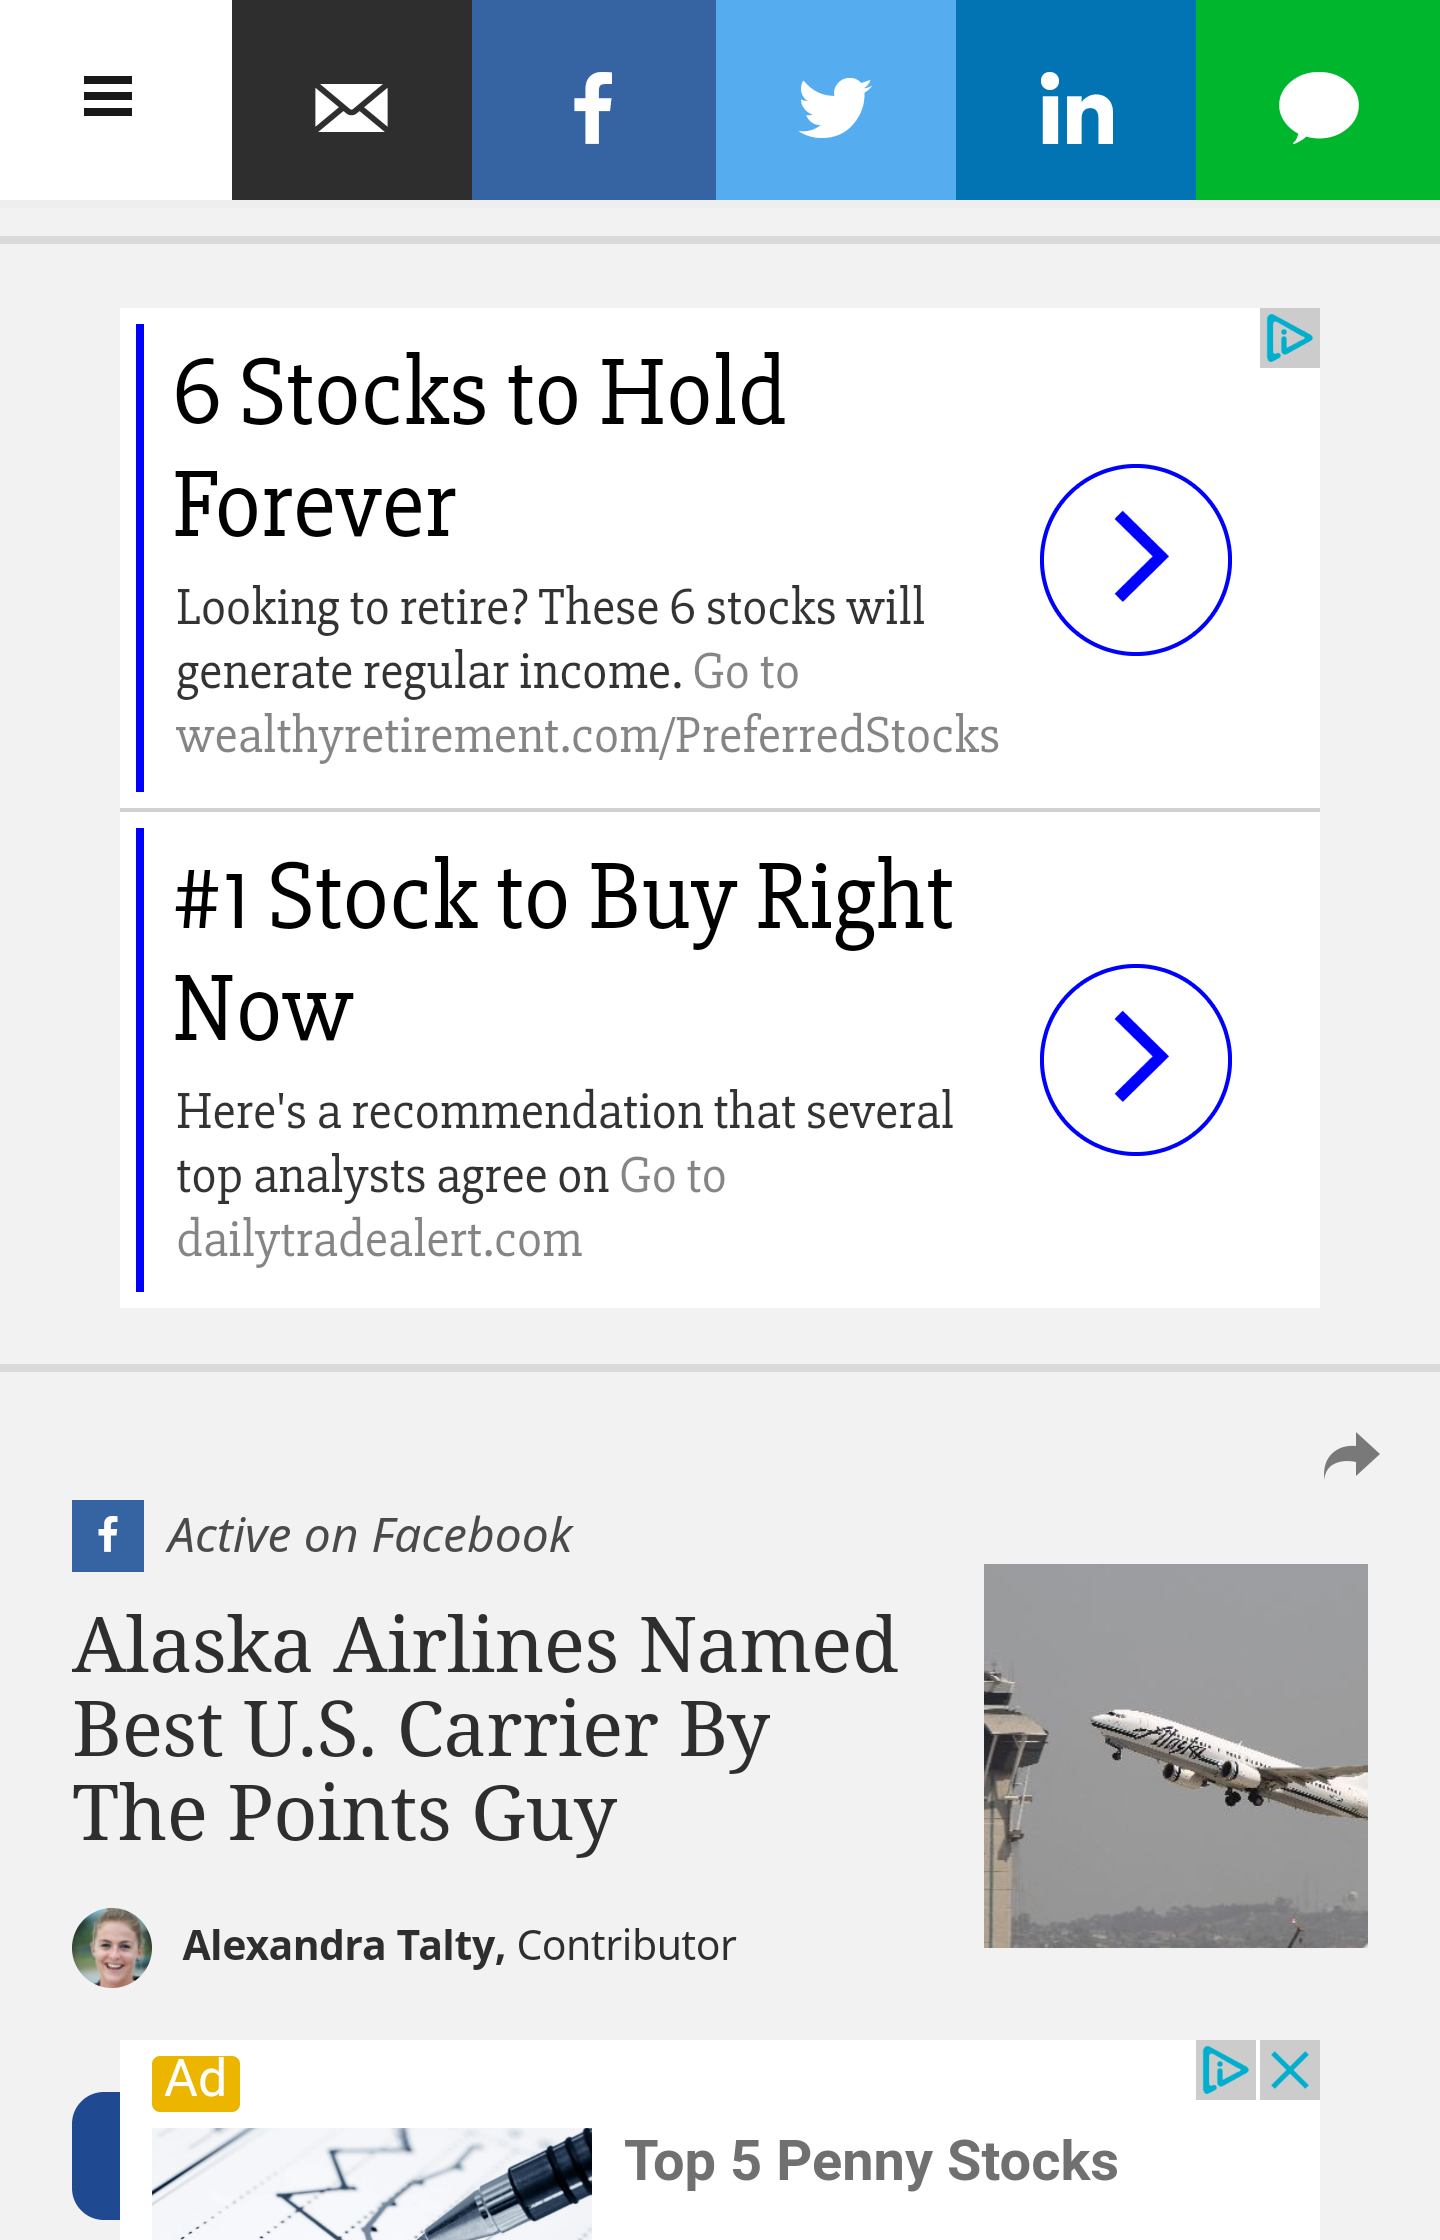 6 Stocks to Hold
Forever
Looking to retire? These 6 stocks will
generate regular income. Go to
wealthyretirement.com/PreferredStocks
#1 Stock to Buy Right
Now
Here's a recommendation that several
top analysts agree on Go to
dailytradealert.com
Active on Facebook
Alaska Airlines Named
Best U.S. Carrier By
The Points Guy
Alaska
Alexandra Talty, Contributor
Ad
Top 5 Penny Stocks